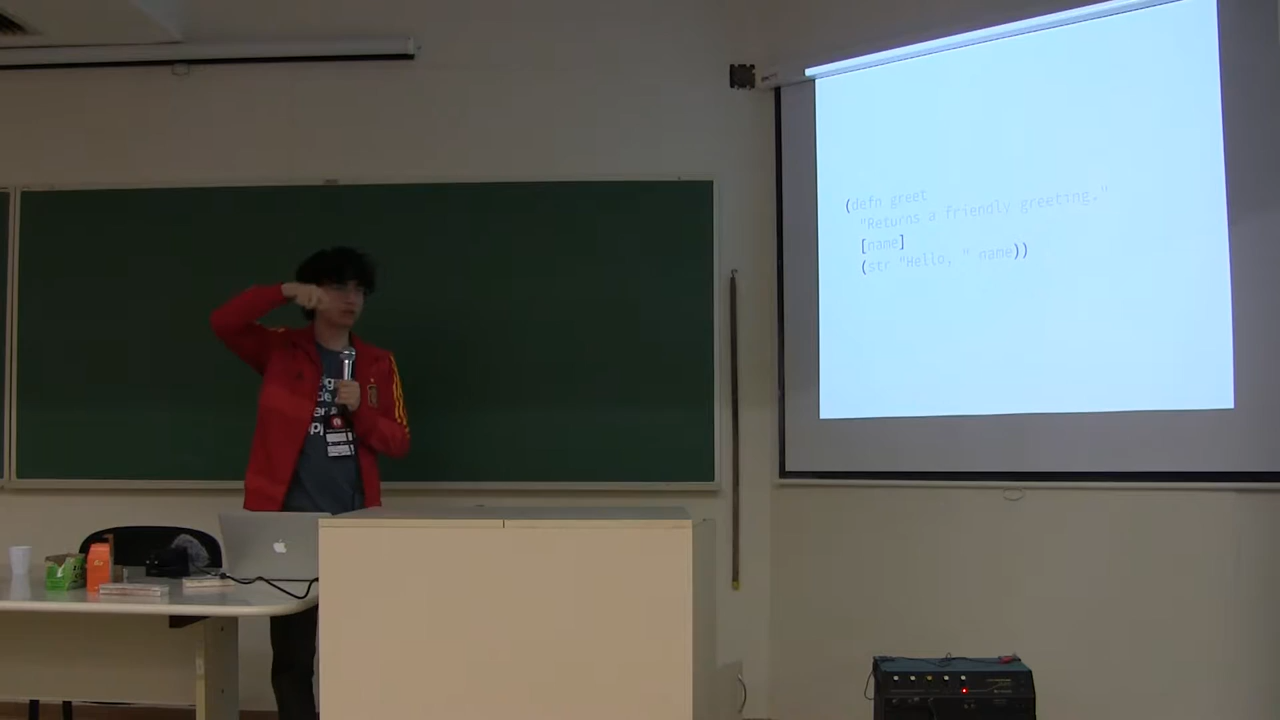 (defn greet
"Returns a friendly greeting."
[name]
(str "Hello, " name))